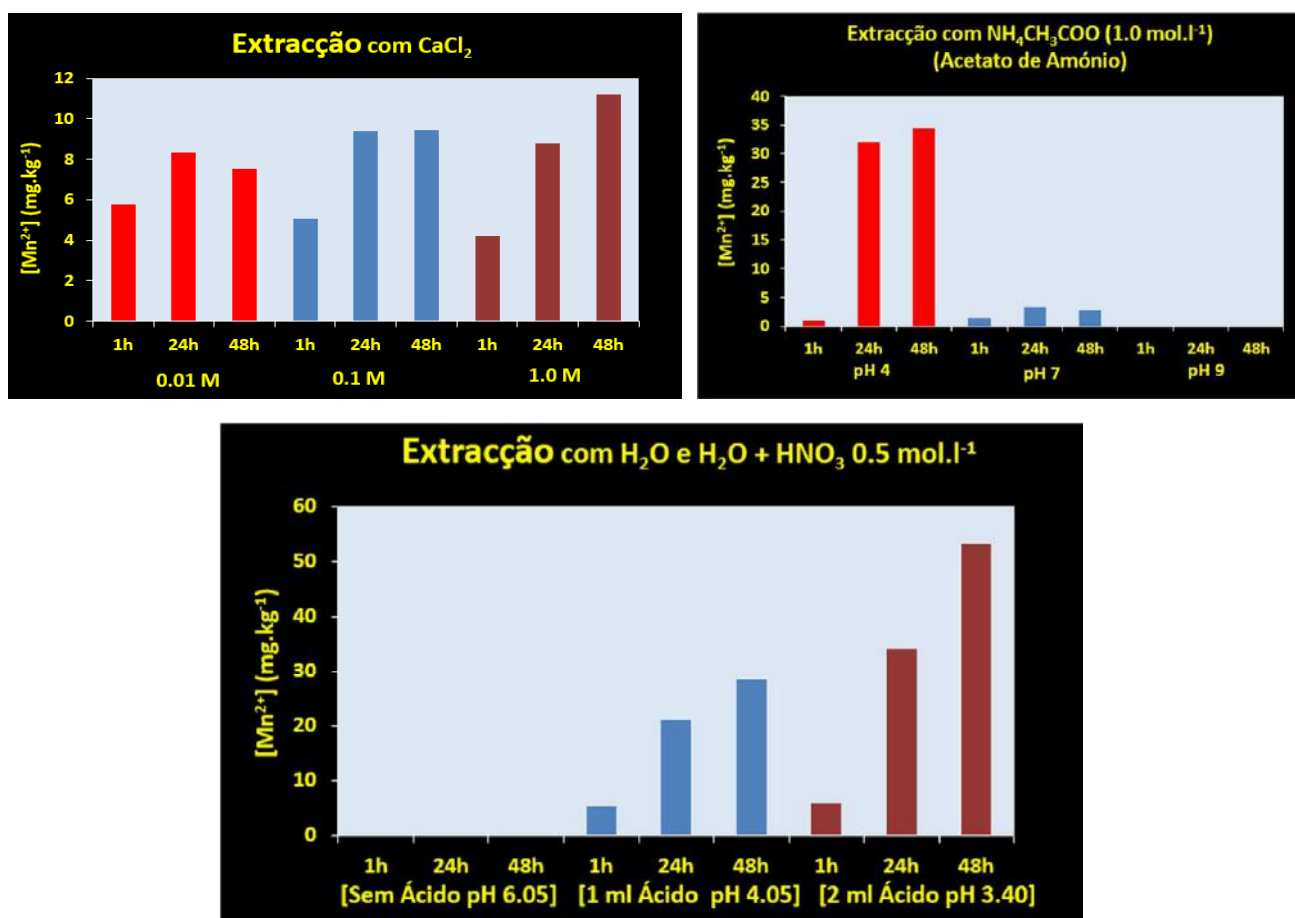 Extracção com CaCl₂
[Mn²⁺] (mg.kg⁻¹)
12
10
8
6
4
2
0
1h 24h 48h 1h 24h 48h 1h 24h 48h
0.01 M 0.1 M 1.0 M
Extracção com NH₄CH₃COO (1.0 mol.l⁻¹)
(Acetato de Amónio)
[Mn²⁺] (mg.kg⁻¹)
40
35
30
25
20
15
10
5
0
1h 24h 48h 1h 24h 48h 1h 24h 48h
pH 4 pH 7 pH 9
Extracção com H₂O e H₂O + HNO₃ 0.5 mol.l⁻¹
[Mn²⁺] (mg.kg⁻¹)
60
50
40
30
20
10
0
1h 24h 48h 1h 24h 48h 1h 24h 48h
[Sem Ácido pH 6.05] [1 ml Ácido pH 4.05] [2 ml Ácido pH 3.40]